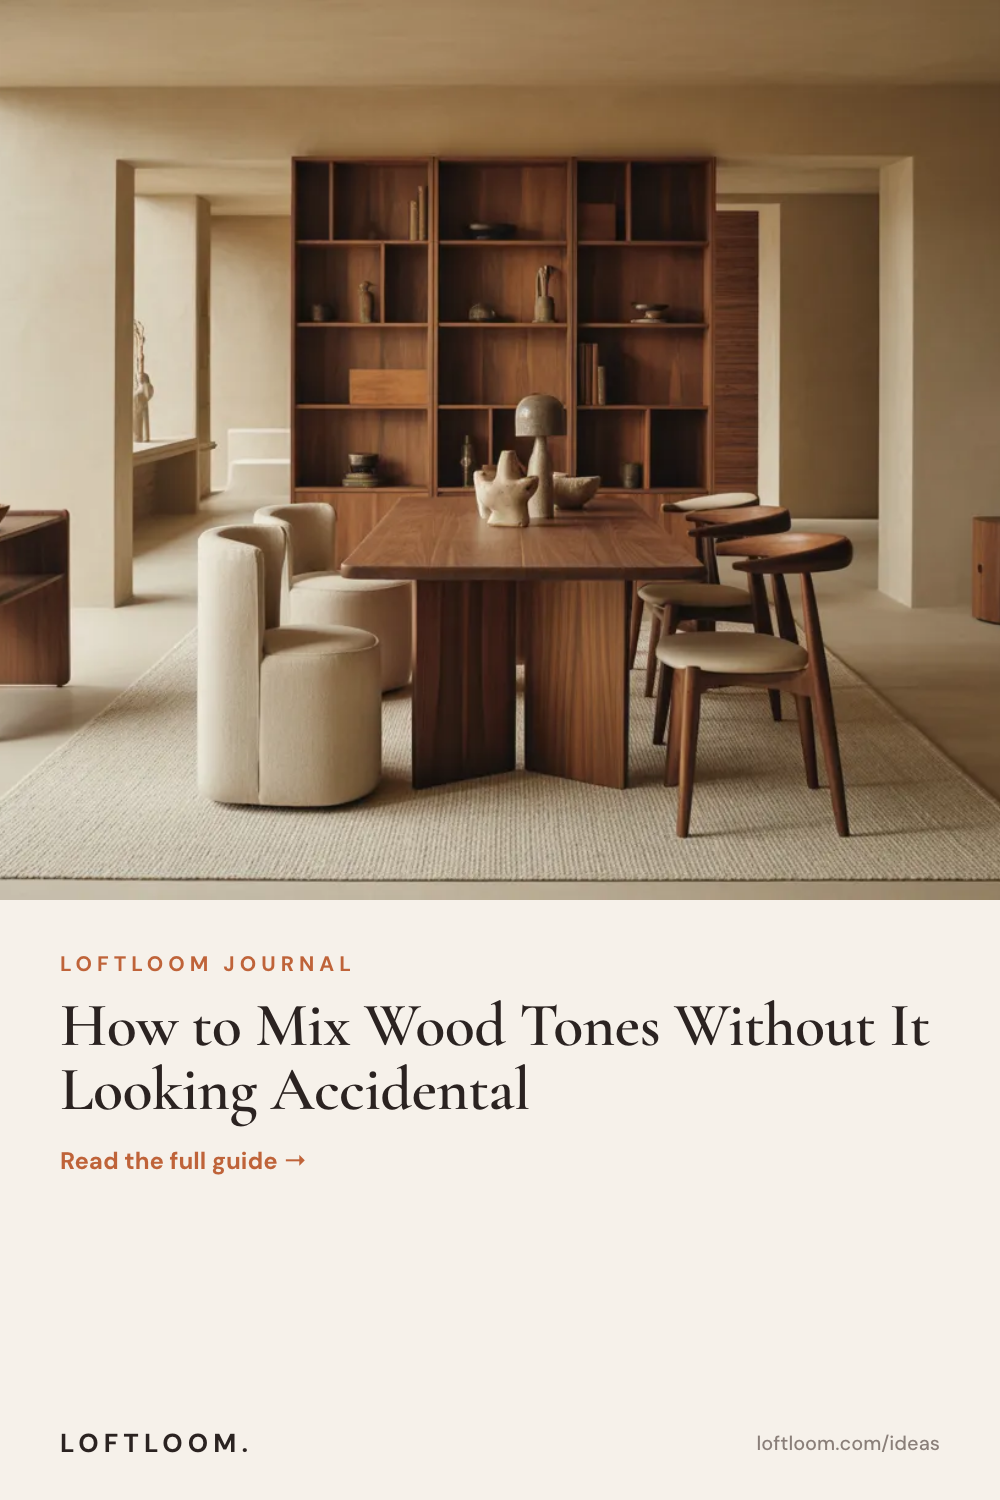 LOFTLOOM JOURNAL
How to Mix Wood Tones Without It
Looking Accidental
Read the full guide →
LOFTLOOM.
loftloom.com/ideas